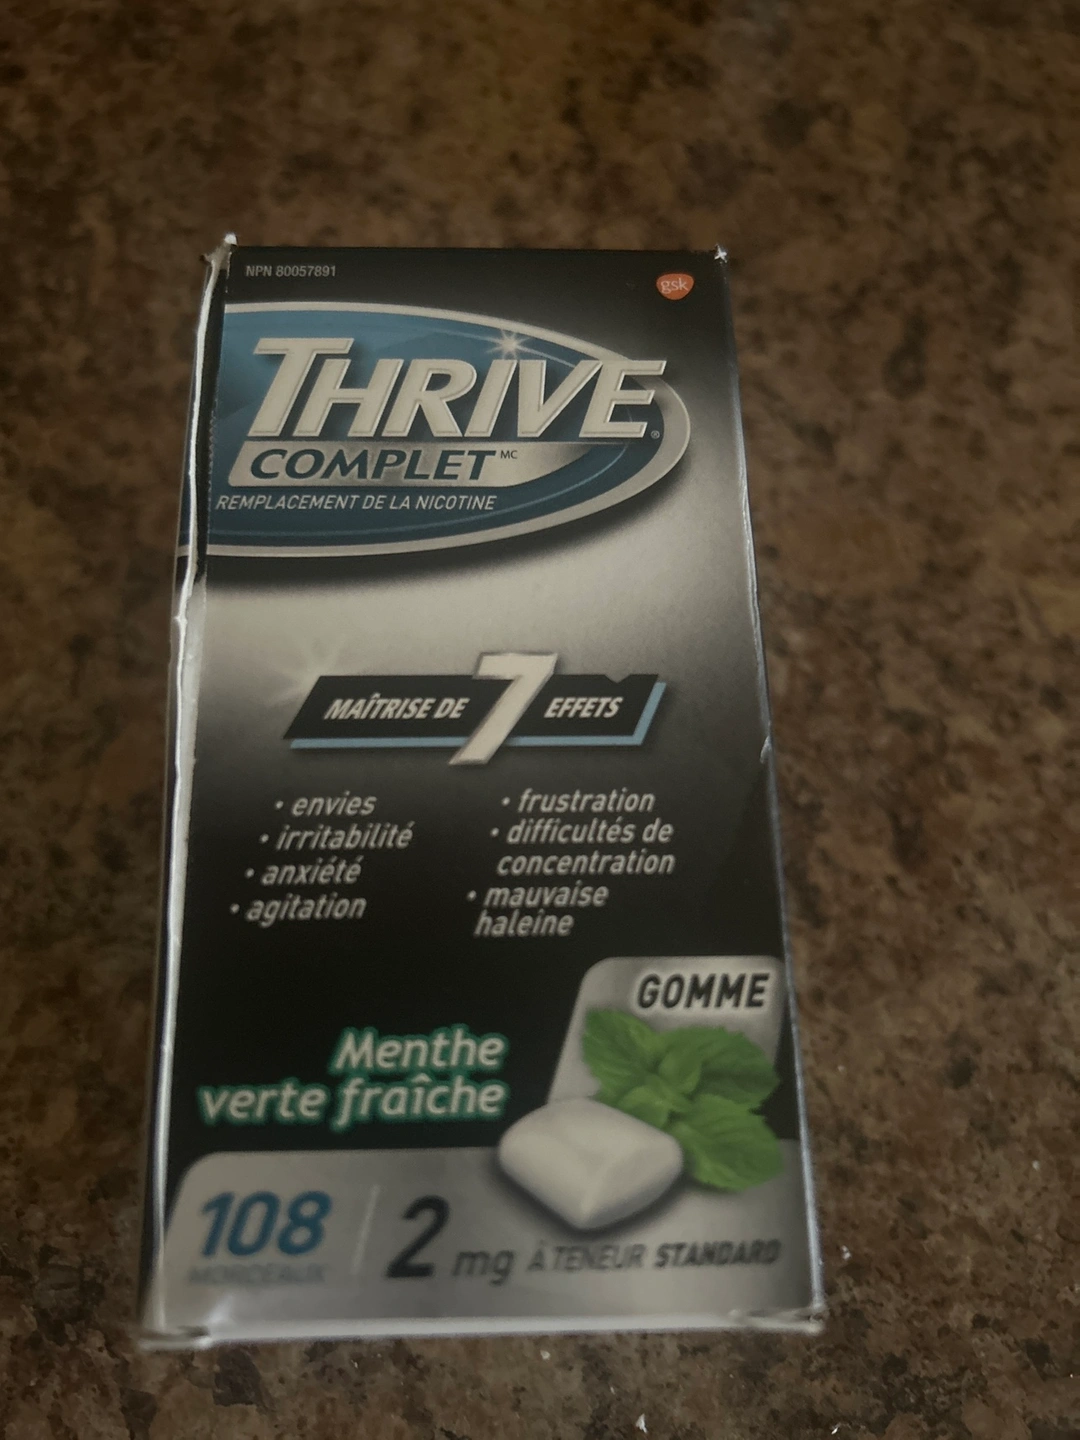 NPN 80057891
gsk
THRIVE®
COMPLET MC
REMPLACEMENT DE LA NICOTINE
MAÎTRISE DE 7 EFFETS
• envies
• irritabilité
• anxiété
• agitation
• frustration
• difficultés de
concentration
• mauvaise
haleine
GOMME
Menthe
verte fraîche
108
MORCEAUX
2 mg À TENEUR STANDARD